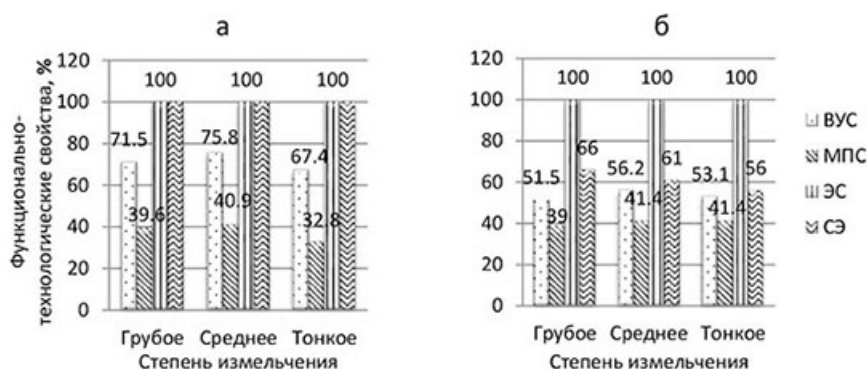 а
Функционально-
технологические свойства, %
120
100
80
60
40
20
0
100 100 100
71.5 75.8 67.4
39.6 40.9 32.8
Грубое Среднее Тонкое
Степень измельчения
б
120
100
80
60
40
20
0
100 100 100
66 61 56
51.5 56.2 53.1
39 41.4 41.4
Грубое Среднее Тонкое
Степень измельчения
ВУС
МПС
ЭС
СЭ